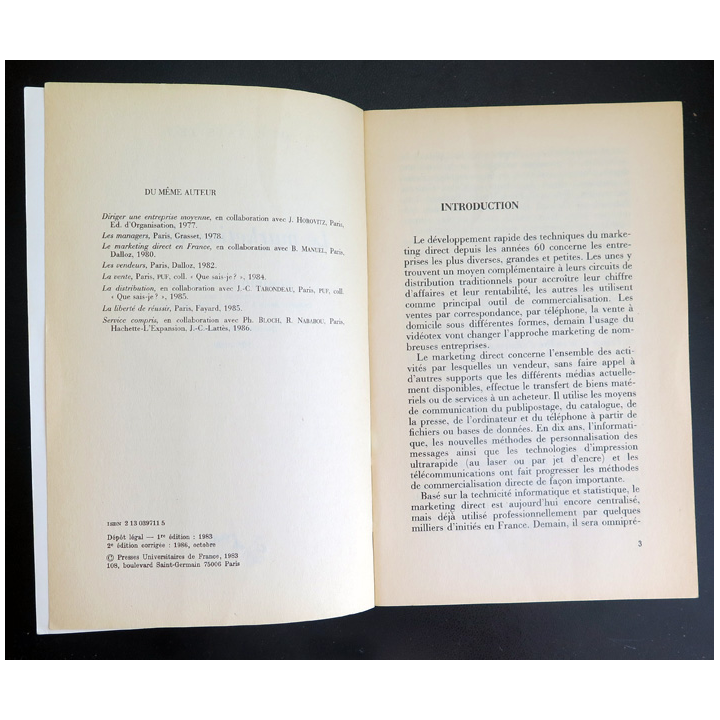 DU MÊME AUTEUR
Diriger une entreprise moyenne, en collaboration avec J. HOROVITZ, Paris,
Ed. d'Organisation, 1977.
Les managers, Paris, Grasset, 1978.
Le marketing direct en France, en collaboration avec B. MANUEL, Paris,
Dalloz, 1980.
Les vendeurs, Paris, Dalloz, 1982.
La vente, Paris, PUF, coll. « Que sais-je ? », 1984.
La distribution, en collaboration avec J.-C. TARONDEAU, Paris, PUF, coll.
« Que sais-je ? », 1985.
La liberté de réussir, Paris, Fayard, 1985.
Service compris, en collaboration avec Ph. BLOCH, R. NABABOU, Paris,
Hachette-L'Expansion, J.-C.-Lattès, 1986.
ISBN 2 13 039711 5
Dépôt légal — 1re édition : 1983
2e édition corrigée : 1986, octobre
© Presses Universitaires de France, 1983
108, boulevard Saint-Germain 75006 Paris
INTRODUCTION
Le développement rapide des techniques du marke-
ting direct depuis les années 60 concerne les entre-
prises les plus diverses, grandes et petites. Les unes y
trouvent un moyen complémentaire à leurs circuits de
distribution traditionnels pour accroître leur chiffre
d'affaires et leur rentabilité, les autres les utilisent
comme principal outil de commercialisation. Les
ventes par correspondance, par téléphone, la vente à
domicile sous différentes formes, demain l'usage du
vidéotex vont changer l'approche marketing de nom-
breuses entreprises.
Le marketing direct concerne l'ensemble des acti-
vités par lesquelles un vendeur, sans faire appel à
d'autres supports que les différents médias actuelle-
ment disponibles, effectue le transfert de biens maté-
riels ou de services à un acheteur. Il utilise les moyens
de communication du publipostage, du catalogue, de
la presse, de l'ordinateur et du téléphone à partir de
fichiers ou bases de données. En dix ans, l'informati-
que, les nouvelles méthodes de personnalisation des
messages ainsi que les technologies d'impression
ultrarapide (au laser ou par jet d'encre) et les
télécommunications ont fait progresser les méthodes
de commercialisation directe de façon importante.
Basé sur la technicité informatique et statistique, le
marketing direct est aujourd'hui encore centralisé,
mais déjà utilisé professionnellement par quelques
milliers d'initiés en France. Demain, il sera omnipré-
3